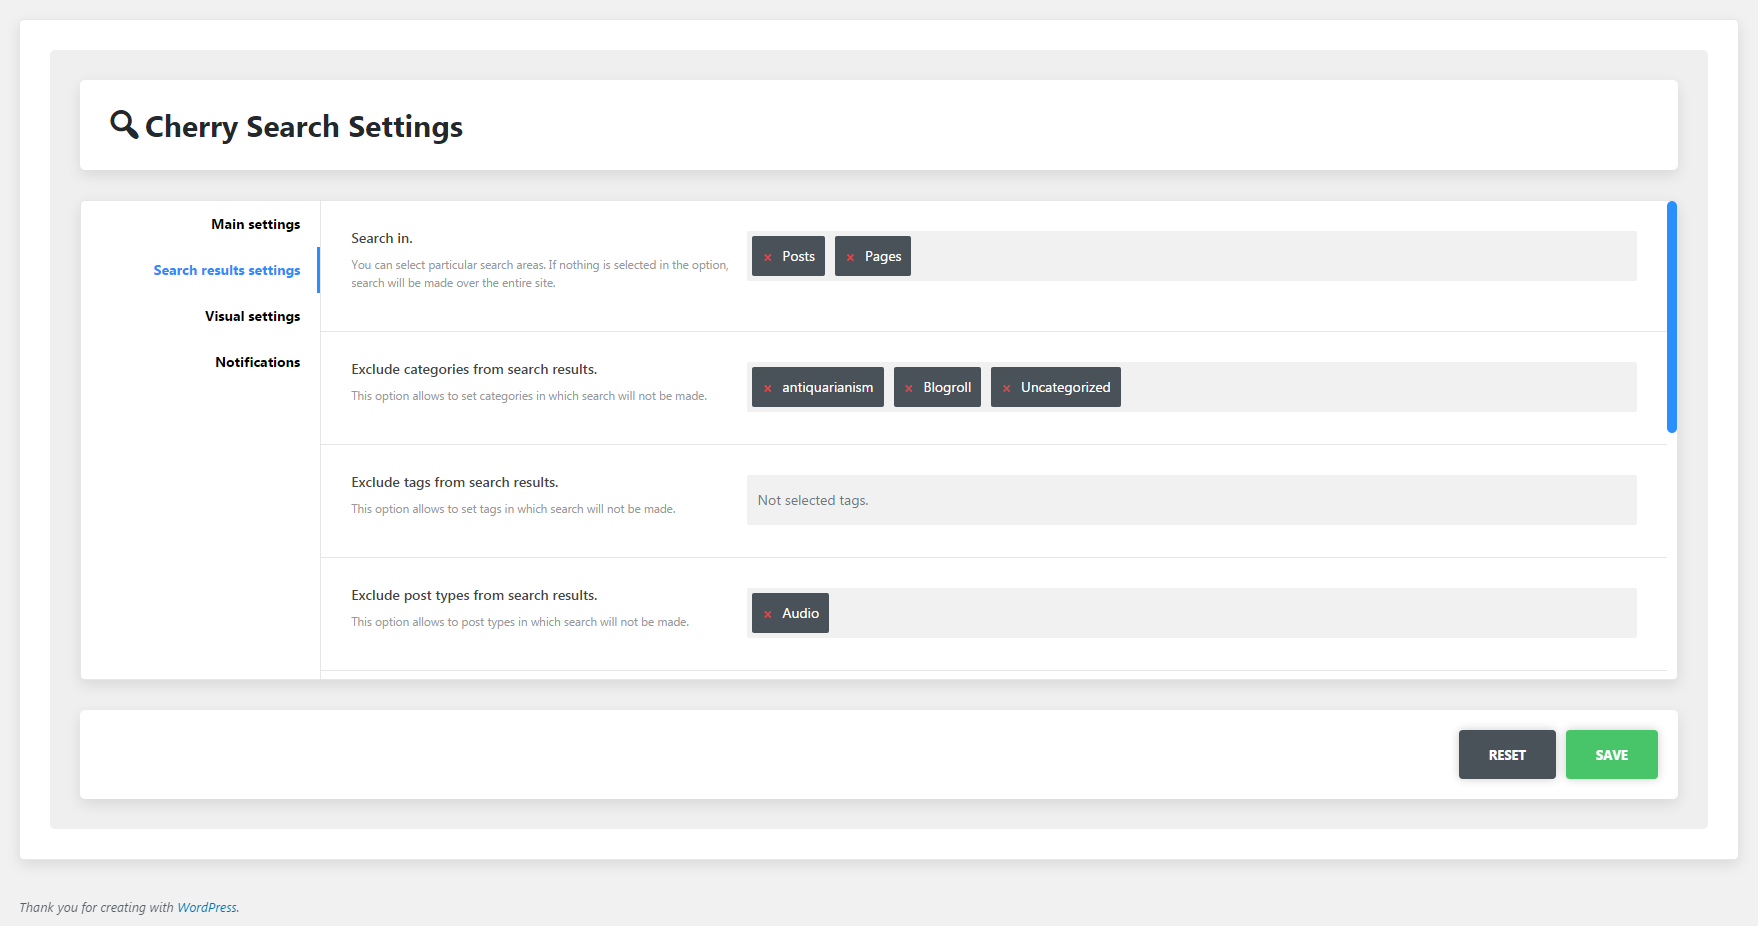 Cherry Search Settings
Main settings
Search results settings
Visual settings
Notifications
Search in.
You can select particular search areas. If nothing is selected in the option,
search will be made over the entire site.
× Posts × Pages
Exclude categories from search results.
This option allows to set categories in which search will not be made.
× antiquarianism × Blogroll × Uncategorized
Exclude tags from search results.
This option allows to set tags in which search will not be made.
Not selected tags.
Exclude post types from search results.
This option allows to post types in which search will not be made.
× Audio
RESET SAVE
Thank you for creating with WordPress.